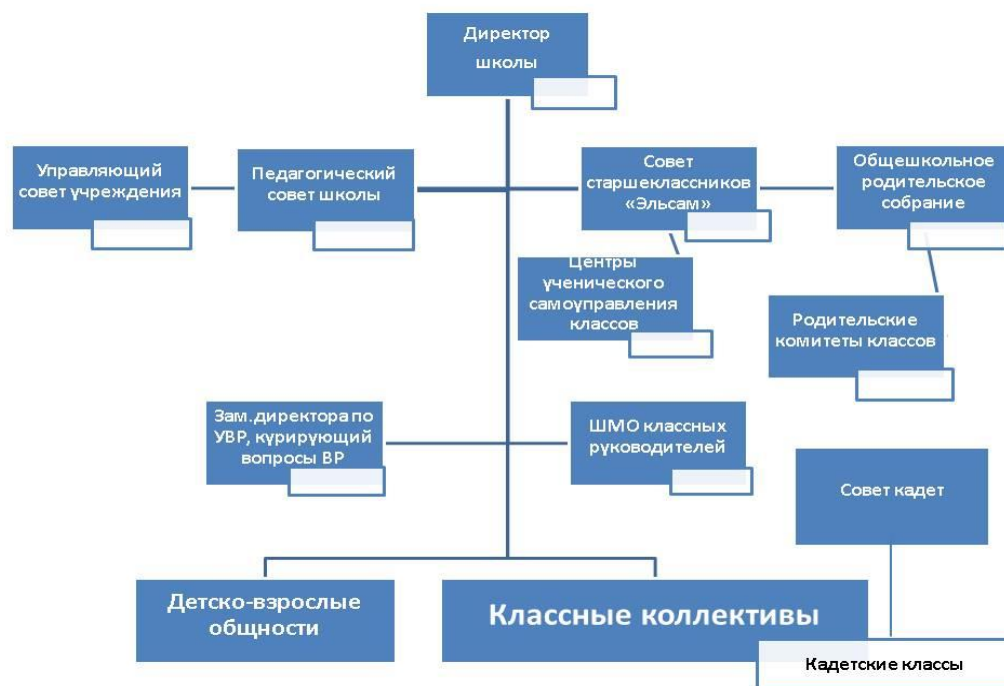 Директор
школы
Управляющий
совет учреждения
Педагогический
совет школы
Совет
старшеклассников
«Эльсам»
Общешкольное
родительское
собрание
Центры
ученического
самоуправления
классов
Родительские
комитеты классов
Зам.директора по
УВР, курирующий
вопросы ВР
ШМО классных
руководителей
Совет кадет
Детско-взрослые
общности
Классные коллективы
Кадетские классы